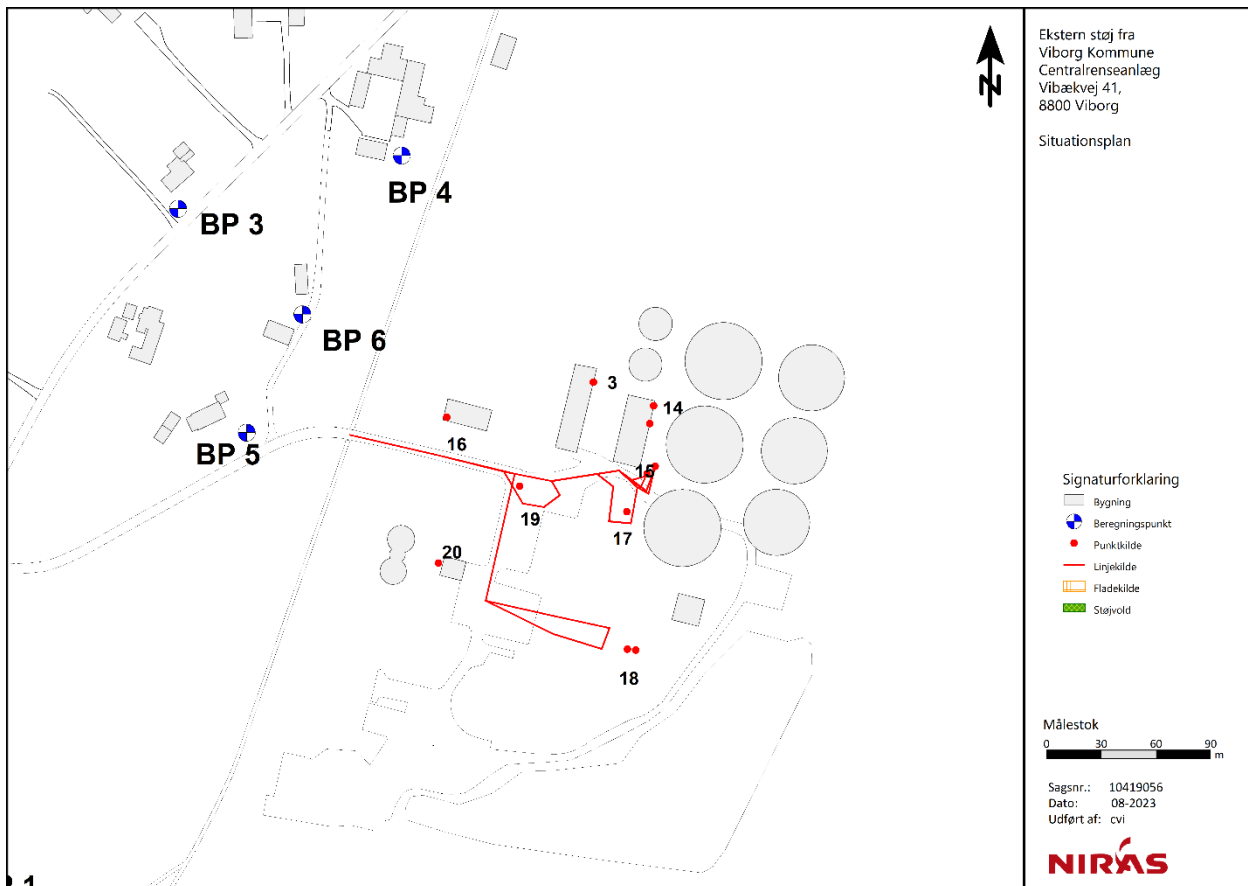 Ekstern støj fra
Viborg Kommune
Centralrenseanlæg
Vibækvej 41,
8800 Viborg
Situationsplan
N
BP 4
BP 3
BP 6
BP 5
3
14
16
15
19
17
20
18
1
Signaturforklaring
Bygning
Beregningspunkt
Punktkilde
Linjekilde
Fladekilde
Støjvold
Målestok
0 30 60 90
m
Sagsnr.: 10419056
Dato: 08-2023
Udført af: cvi
NIRAS